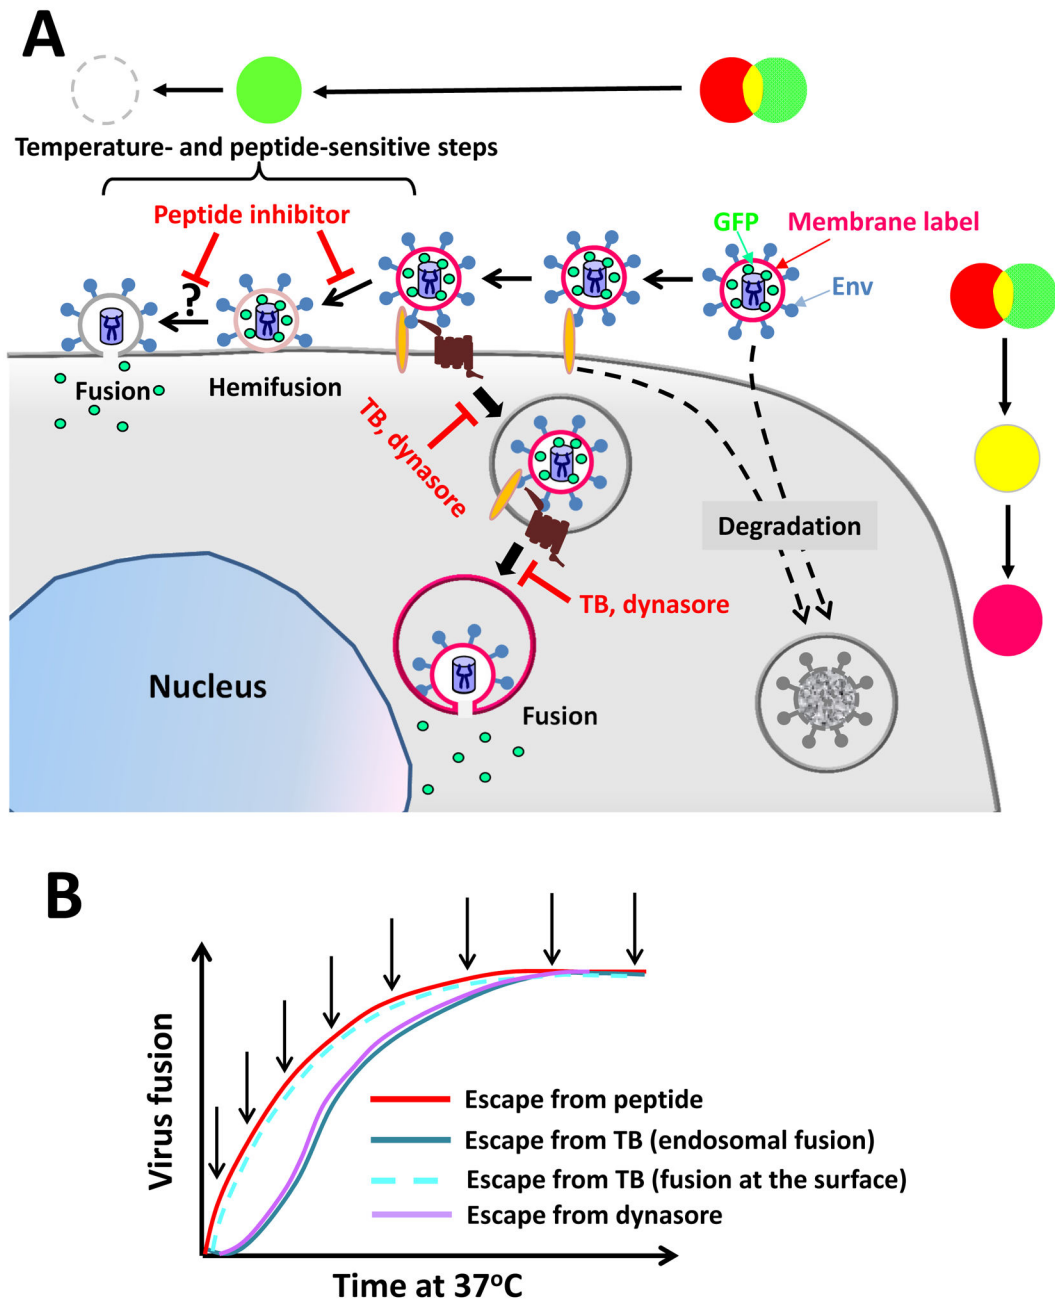 A
Temperature- and peptide-sensitive steps
Peptide inhibitor
GFP
Membrane label
Env
?
Fusion
Hemifusion
TB, dynasore
Degradation
TB, dynasore
Nucleus
Fusion
B
Virus fusion
Escape from peptide
Escape from TB (endosomal fusion)
Escape from TB (fusion at the surface)
Escape from dynasore
Time at 37ºC